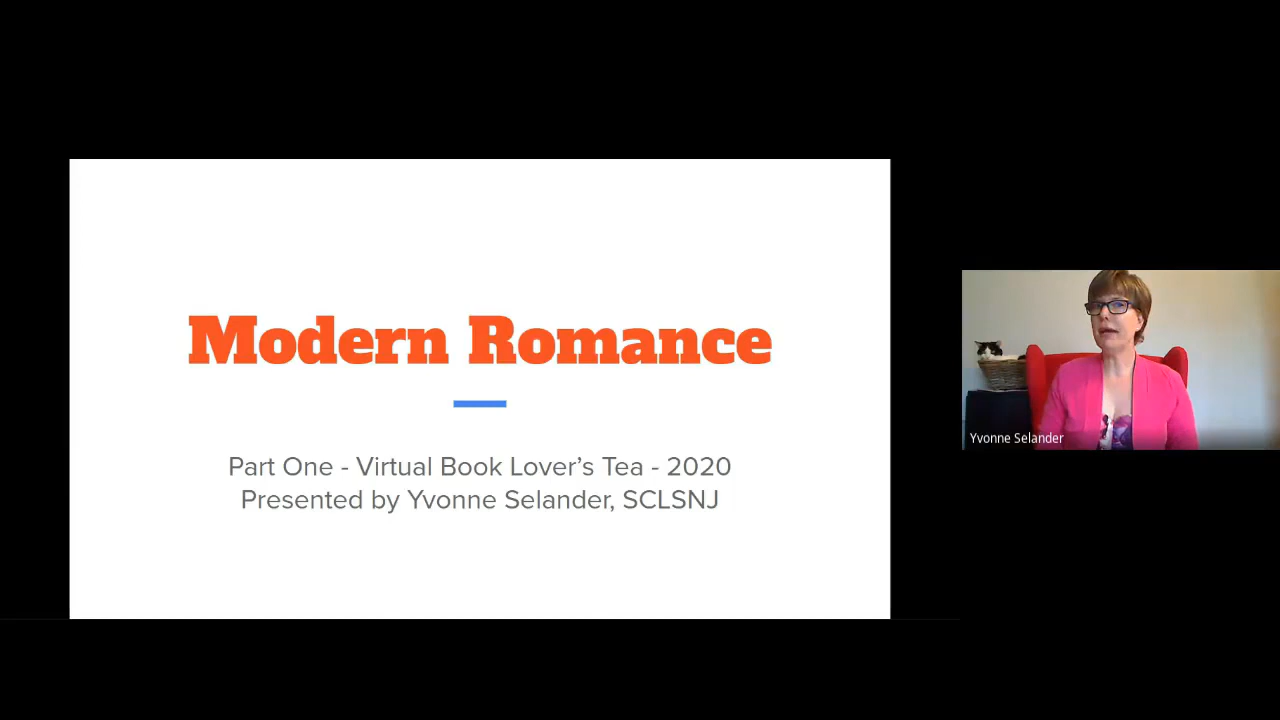 Modern Romance
Part One - Virtual Book Lover’s Tea - 2020
Presented by Yvonne Selander, SCLSNJ
Yvonne Selander